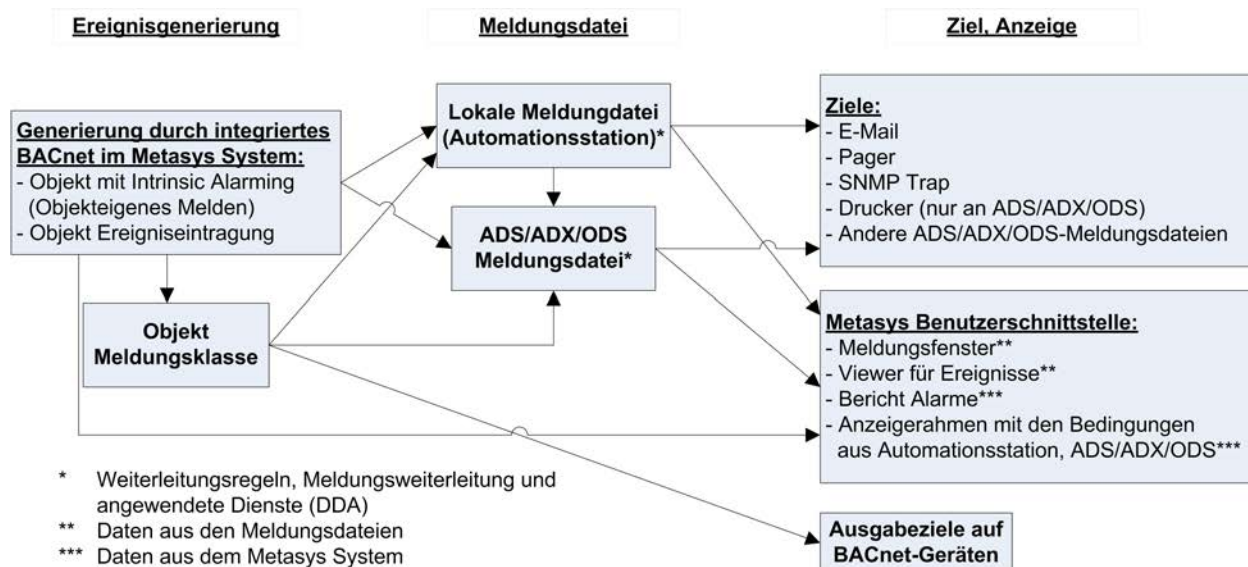 Ereignisgenerierung
Meldungsdatei
Ziel, Anzeige
Generierung durch integriertes
BACnet im Metasys System:
- Objekt mit Intrinsic Alarming
(Objekteigenes Melden)
- Objekt Ereigniseintragung
Objekt
Meldungsklasse
Lokale Meldungdatei
(Automationsstation)*
ADS/ADX/ODS
Meldungsdatei*
Ziele:
- E-Mail
- Pager
- SNMP Trap
- Drucker (nur an ADS/ADX/ODS)
- Andere ADS/ADX/ODS-Meldungsdateien
Metasys Benutzerschnittstelle:
- Meldungsfenster**
- Viewer für Ereignisse**
- Bericht Alarme***
- Anzeigerahmen mit den Bedingungen
aus Automationsstation, ADS/ADX/ODS***
Ausgabeziele auf
BACnet-Geräten
* Weiterleitungsregeln, Meldungsweiterleitung und
angewendete Dienste (DDA)
** Daten aus den Meldungsdateien
*** Daten aus dem Metasys System